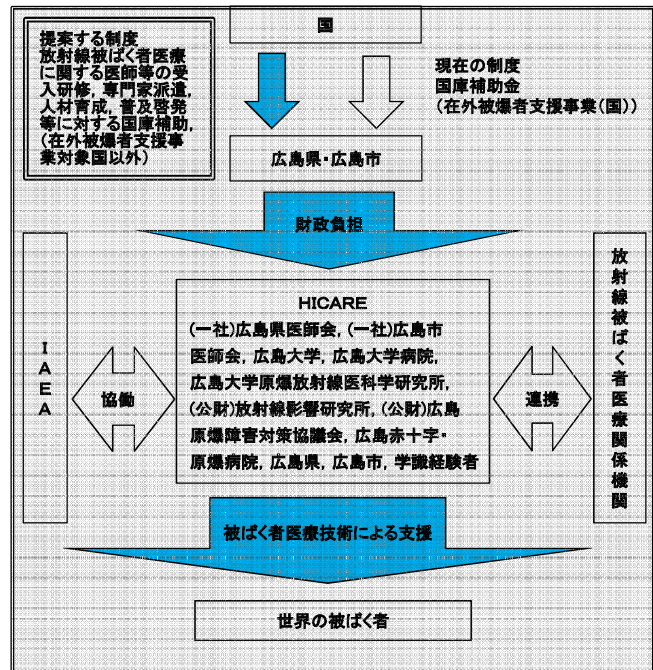 提案する制度
放射線被ばく者医療
に関する医師等の受
入研修，専門家派遣，
人材育成，普及啓発
等に対する国庫補助，
（在外被爆者支援事
業対象国以外）
国
現在の制度
国庫補助金
（在外被爆者支援事業（国））
広島県・広島市
財政負担
IAEA
協働
HICARE
（一社）広島県医師会，（一社）広島市
医師会，広島大学，広島大学病院，
広島大学原爆放射線医科学研究所，
（公財）放射線影響研究所，（公財）広島
原爆障害対策協議会，広島赤十字・
原爆病院，広島県，広島市，学識経験者
連携
放射線被ばく者医療関係機関
被ばく者医療技術による支援
世界の被ばく者